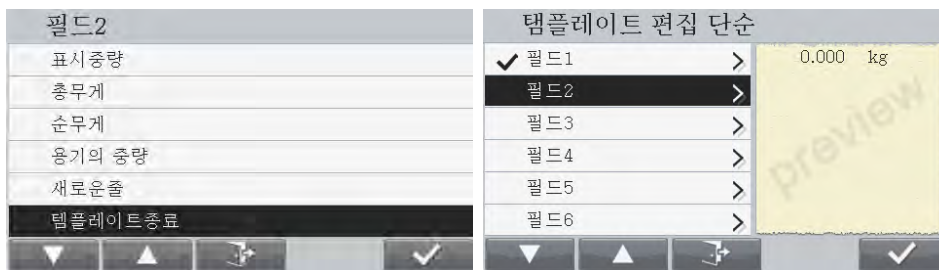 필드2
표시중량
총무게
순무게
용기의 중량
새로운줄
템플레이트종료
탬플레이트 편집 단순
필드1
필드2
필드3
필드4
필드5
필드6
0.000 kg
preview